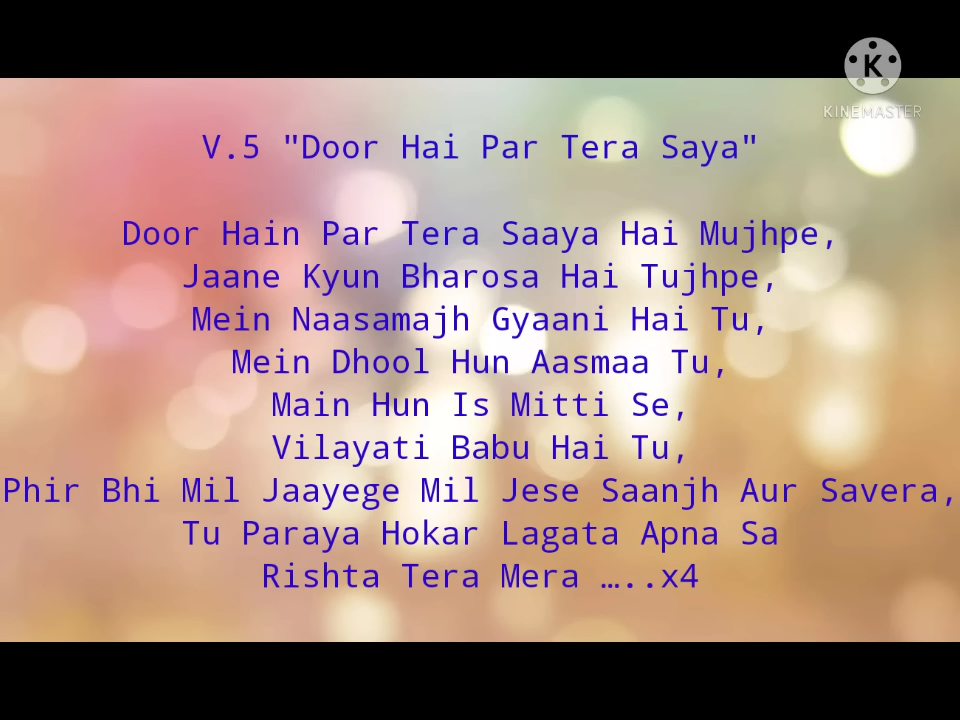 KINEMASTER
V.5 "Door Hai Par Tera Saya"
Door Hain Par Tera Saaya Hai Mujhpe,
Jaane Kyun Bharosa Hai Tujhpe,
Mein Naasamajh Gyaani Hai Tu,
Mein Dhool Hun Aasmaa Tu,
Main Hun Is Mitti Se,
Vilayati Babu Hai Tu,
Phir Bhi Mil Jaayege Mil Jese Saanjh Aur Savera,
Tu Paraya Hokar Lagata Apna Sa
Rishta Tera Mera …..x4